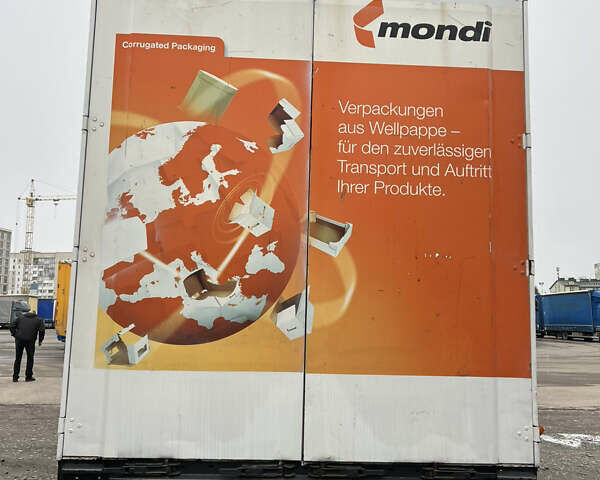 Corrugated Packaging
mondi
Verpackungen
aus Wellpappe –
für den zuverlässigen
Transport und Auftritt
Ihrer Produkte.